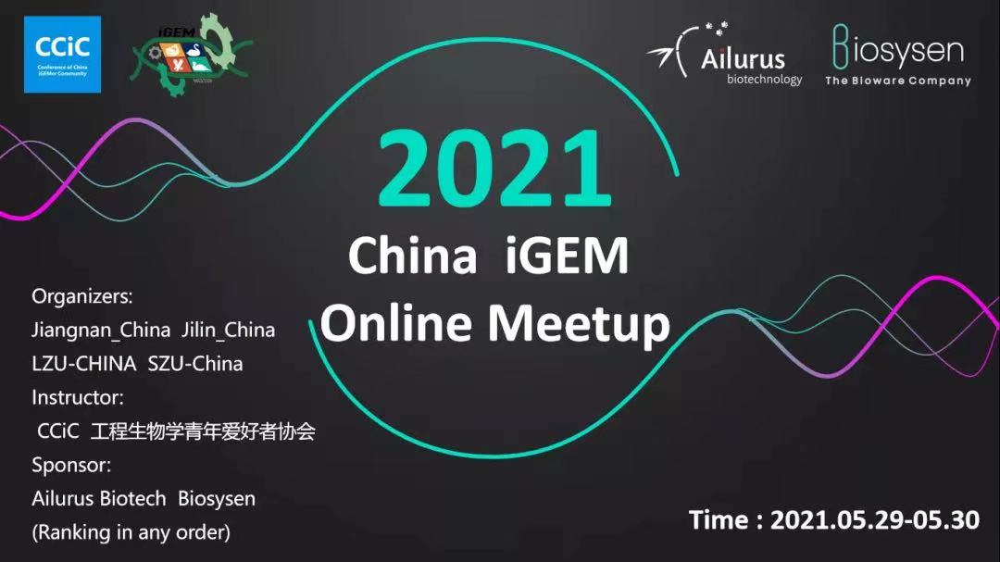 CCiC
Conference of China
iGEMer Community
iGEM
Ailurus
biotechnology
Biosysen
The Bioware Company
2021
China iGEM
Online Meetup
Organizers:
Jiangnan_China Jilin_China
LZU-CHINA SZU-China
Instructor:
CCiC 工程生物学青年爱好者协会
Sponsor:
Ailurus Biotech Biosysen
(Ranking in any order)
Time : 2021.05.29-05.30